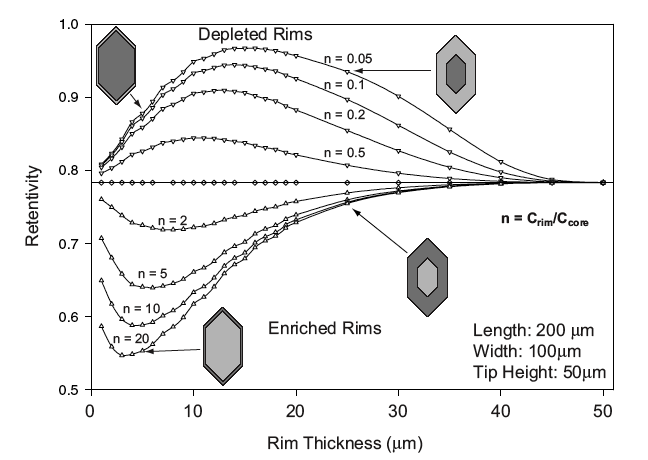 1.0
0.9
0.8
0.7
0.6
0.5
Retentivity
Depleted Rims
n = 0.05
n = 0.1
n = 0.2
n = 0.5
n = 2
n = 5
n = 10
n = 20
n = Crim/Ccore
Enriched Rims
Length: 200 μm
Width: 100μm
Tip Height: 50μm
0 10 20 30 40 50
Rim Thickness (μm)